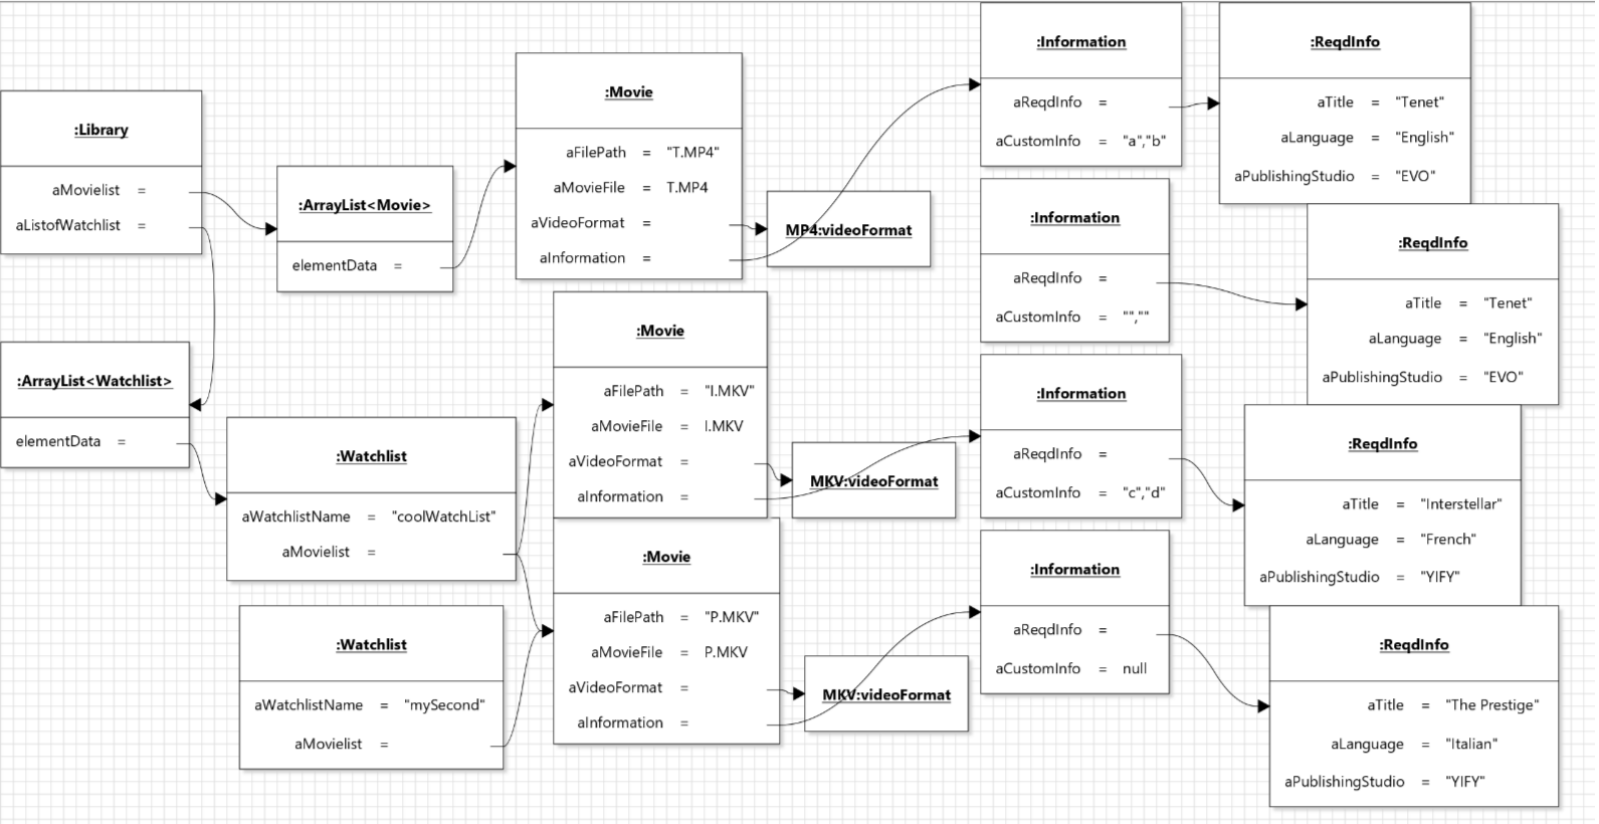 :Library
aMovielist =
aListofWatchlist =
:ArrayList<Movie>
elementData =
:Movie
aFilePath = "T.MP4"
aMovieFile = T.MP4
aVideoFormat =
aInformation =
MP4:videoFormat
:Information
aReqdInfo =
aCustomInfo = "a","b"
:ReqdInfo
aTitle = "Tenet"
aLanguage = "English"
aPublishingStudio = "EVO"
:Information
aReqdInfo =
aCustomInfo = "",""
:ReqdInfo
aTitle = "Tenet"
aLanguage = "English"
aPublishingStudio = "EVO"
:ArrayList<Watchlist>
elementData =
:Watchlist
aWatchlistName = "coolWatchList"
aMovielist =
:Movie
aFilePath = "I.MKV"
aMovieFile = I.MKV
aVideoFormat =
aInformation =
MKV:videoFormat
:Information
aReqdInfo =
aCustomInfo = "c","d"
:ReqdInfo
aTitle = "Interstellar"
aLanguage = "French"
aPublishingStudio = "YIFY"
:Watchlist
aWatchlistName = "mySecond"
aMovielist =
:Movie
aFilePath = "P.MKV"
aMovieFile = P.MKV
aVideoFormat =
aInformation =
MKV:videoFormat
:Information
aReqdInfo =
aCustomInfo = null
:ReqdInfo
aTitle = "The Prestige"
aLanguage = "Italian"
aPublishingStudio = "YIFY"